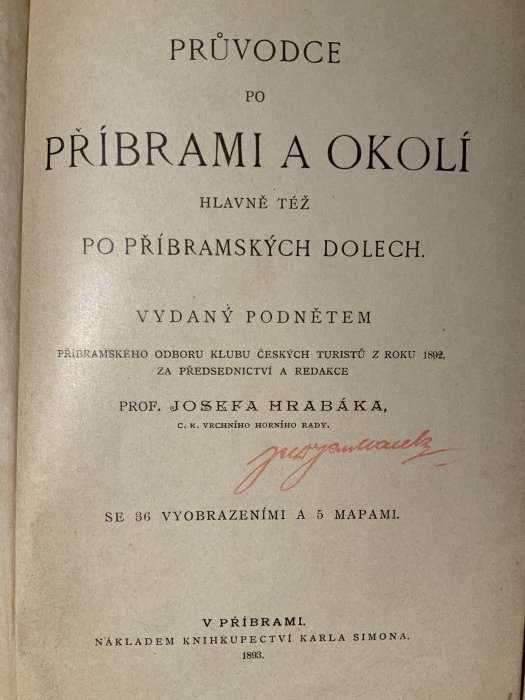 PRŮVODCE
PO
PŘÍBRAMI A OKOLÍ
HLAVNĚ TÉŽ
PO PŘÍBRAMSKÝCH DOLECH.
VYDANÝ PODNĚTEM
PŘÍBRAMSKÉHO ODBORU KLUBU ČESKÝCH TURISTŮ Z ROKU 1892,
ZA PŘEDSEDNICTVÍ A REDAKCE
PROF. JOSEFA HRABÁKA,
C. K. VRCHNÍHO HORNÍHO RADY.
SE 36 VYOBRAZENÍMI A 5 MAPAMI.
V PŘÍBRAMI.
NÁKLADEM KNIHKUPECTVÍ KARLA SIMONA.
1893.